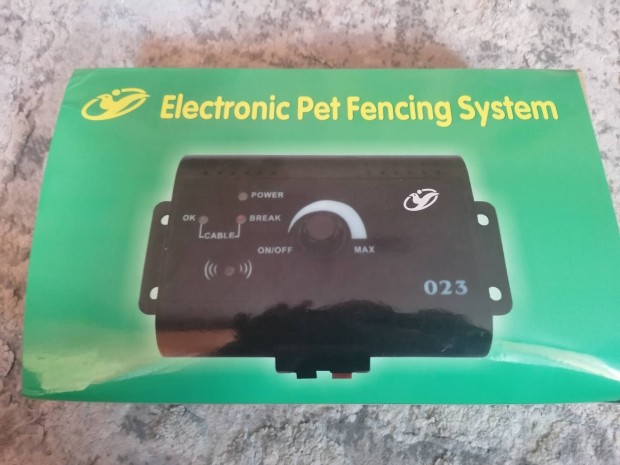 Electronic Pet Fencing System
POWER
OK BREAK
CABLE
ON/OFF MAX
023